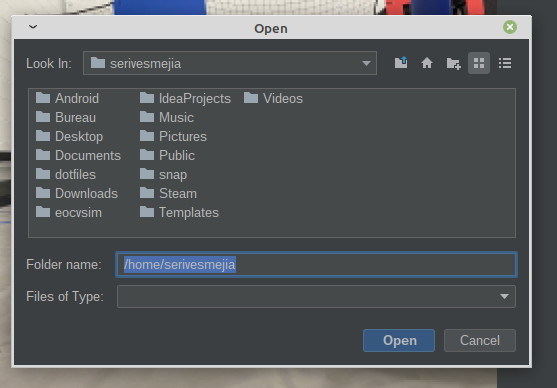 Open
Look In: serivesmejia
Android IdeaProjects Videos
Bureau Music
Desktop Pictures
Documents Public
dotfiles snap
Downloads Steam
eocvsim Templates
Folder name: /home/serivesmejia
Files of Type:
Open Cancel